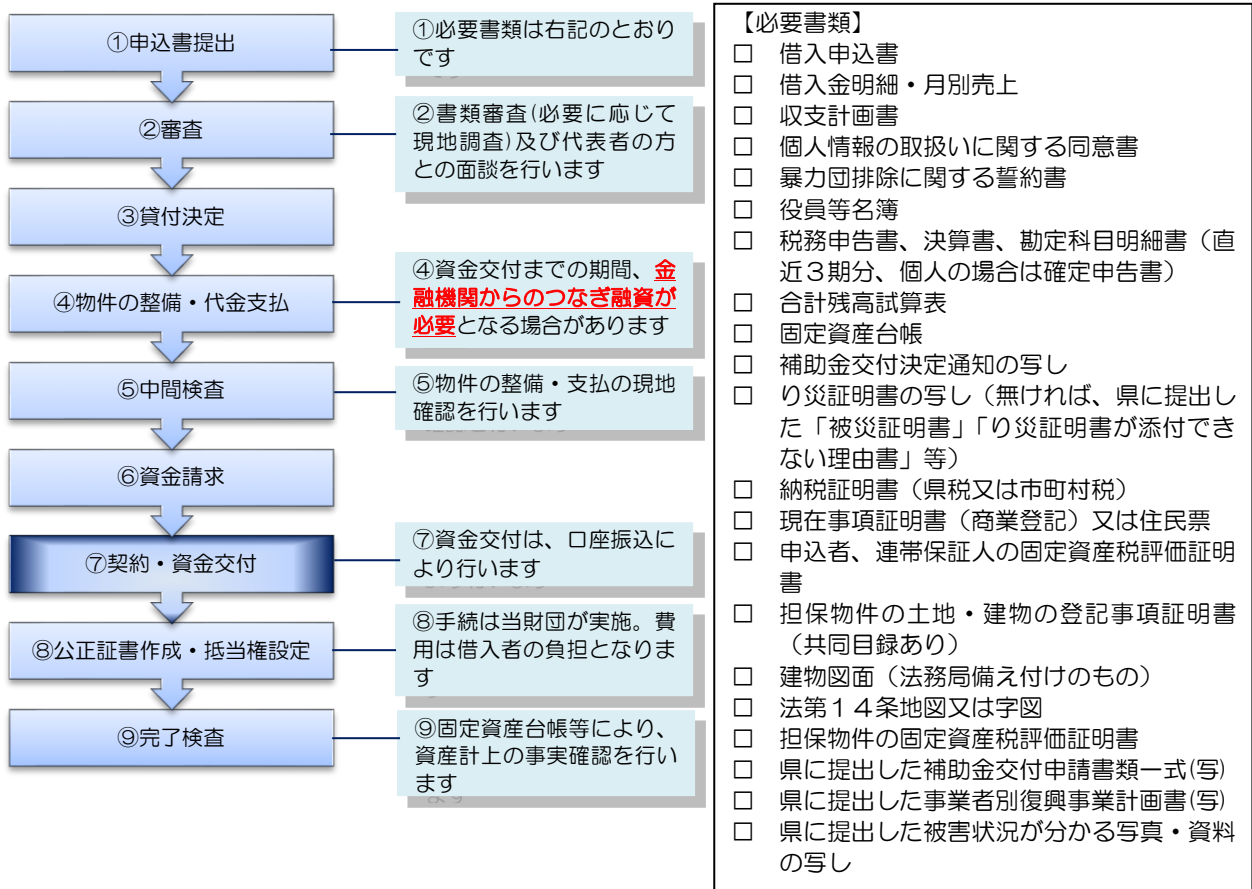 ①申込書提出
①必要書類は右記のとおり
です
②審査
②書類審査(必要に応じて
現地調査)及び代表者の方
との面談を行います
③貸付決定
④物件の整備・代金支払
④資金交付までの期間、金
融機関からのつなぎ融資が
必要となる場合があります
⑤中間検査
⑤物件の整備・支払の現地
確認を行います
⑥資金請求
⑦契約・資金交付
⑦資金交付は、口座振込に
より行います
⑧公正証書作成・抵当権設定
⑧手続は当財団が実施。費
用は借入者の負担となりま
す
⑨完了検査
⑨固定資産台帳等により、
資産計上の事実確認を行い
ます
【必要書類】
□ 借入申込書
□ 借入金明細・月別売上
□ 収支計画書
□ 個人情報の取扱いに関する同意書
□ 暴力団排除に関する誓約書
□ 役員等名簿
□ 税務申告書、決算書、勘定科目明細書（直
近３期分、個人の場合は確定申告書）
□ 合計残高試算表
□ 固定資産台帳
□ 補助金交付決定通知の写し
□ り災証明書の写し（無ければ、県に提出し
た「被災証明書」「り災証明書が添付でき
ない理由書」等）
□ 納税証明書（県税又は市町村税）
□ 現在事項証明書（商業登記）又は住民票
□ 申込者、連帯保証人の固定資産税評価証明
書
□ 担保物件の土地・建物の登記事項証明書
（共同目録あり）
□ 建物図面（法務局備え付けのもの）
□ 法第１４条地図又は字図
□ 担保物件の固定資産税評価証明書
□ 県に提出した補助金交付申請書類一式(写)
□ 県に提出した事業者別復興事業計画書(写)
□ 県に提出した被害状況が分かる写真・資料
の写し